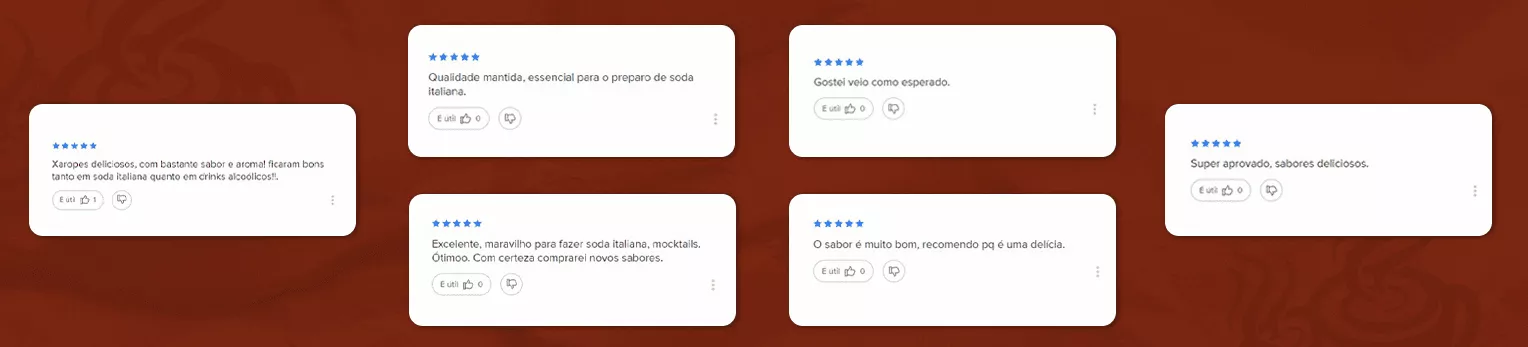 Xaropes deliciosos, com bastante sabor e aroma! ficaram bons
tanto em soda italiana quanto em drinks alcoólicos!!.
É útil 1
Qualidade mantida, essencial para o preparo de soda
italiana.
É útil 0
Excelente, maravilho para fazer soda italiana, mocktails.
Ótimoo. Com certeza comprarei novos sabores.
É útil 0
Gostei veio como esperado.
É útil 0
O sabor é muito bom, recomendo pq é uma delícia.
É útil 0
Super aprovado, sabores deliciosos.
É útil 0